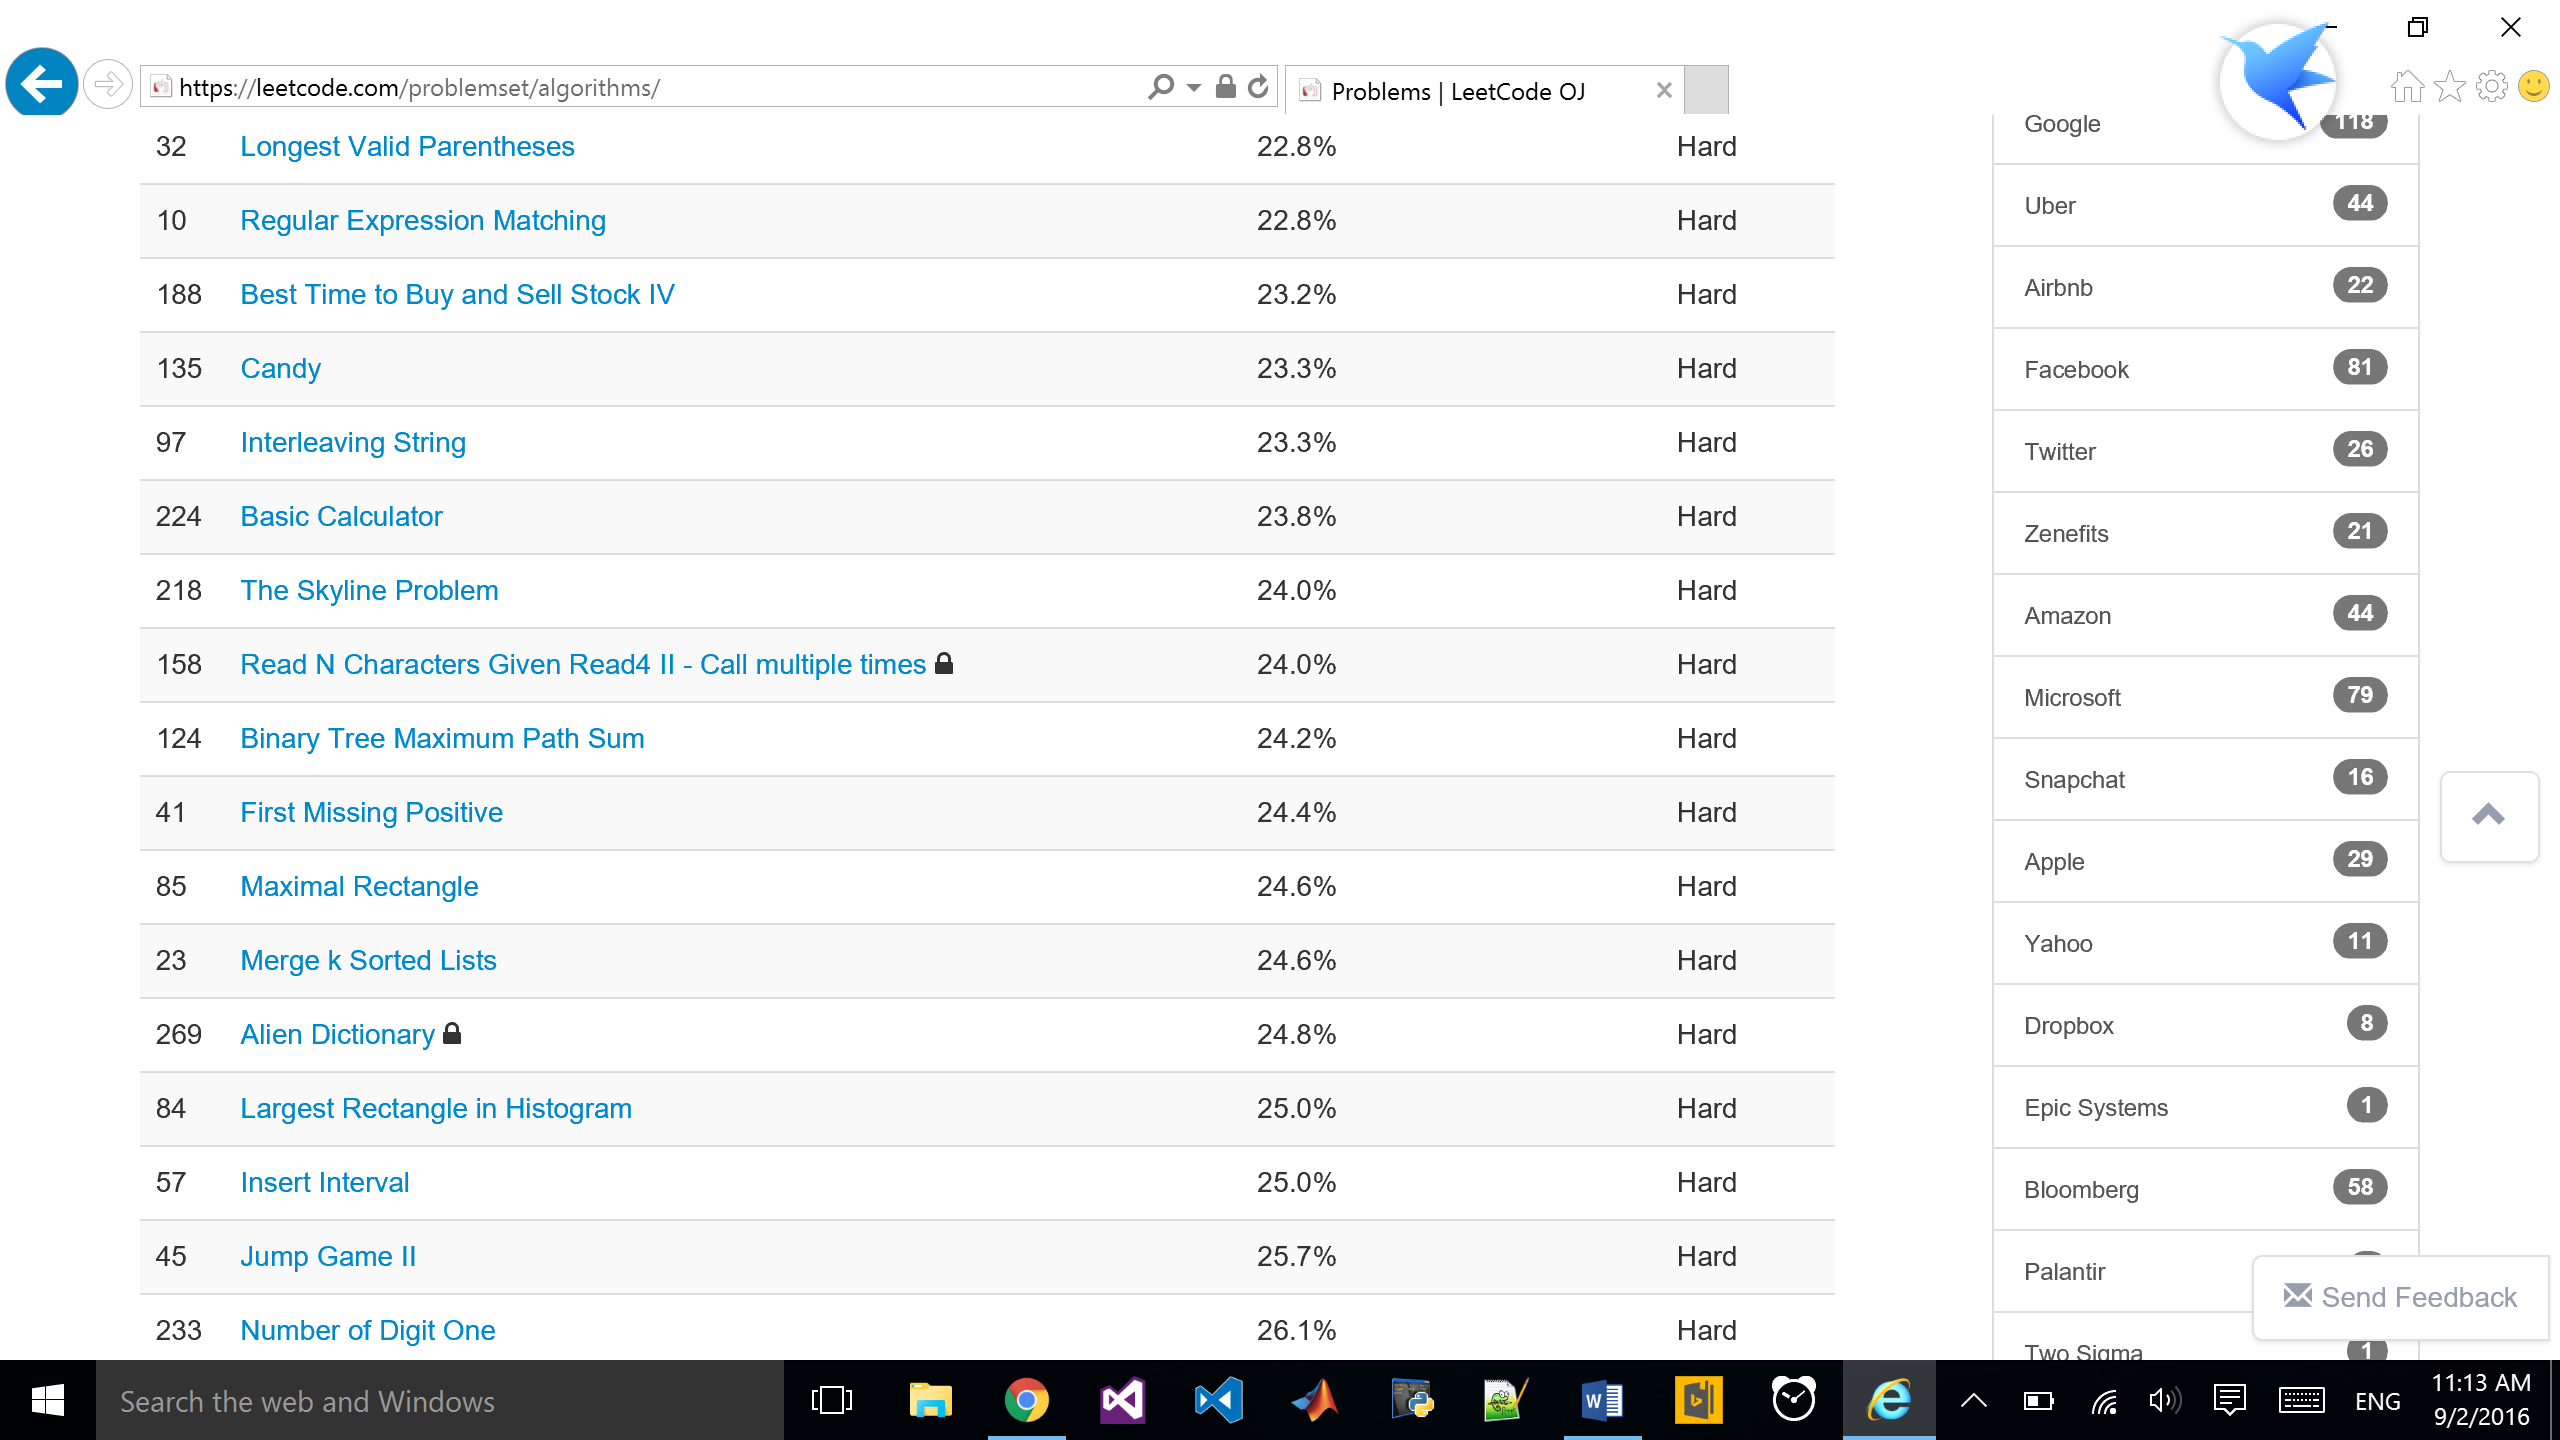 https://leetcode.com/problemset/algorithms/
Problems | LeetCode OJ
32 Longest Valid Parentheses 22.8% Hard
10 Regular Expression Matching 22.8% Hard
188 Best Time to Buy and Sell Stock IV 23.2% Hard
135 Candy 23.3% Hard
97 Interleaving String 23.3% Hard
224 Basic Calculator 23.8% Hard
218 The Skyline Problem 24.0% Hard
158 Read N Characters Given Read4 II - Call multiple times 24.0% Hard
124 Binary Tree Maximum Path Sum 24.2% Hard
41 First Missing Positive 24.4% Hard
85 Maximal Rectangle 24.6% Hard
23 Merge k Sorted Lists 24.6% Hard
269 Alien Dictionary 24.8% Hard
84 Largest Rectangle in Histogram 25.0% Hard
57 Insert Interval 25.0% Hard
45 Jump Game II 25.7% Hard
233 Number of Digit One 26.1% Hard
Google 118
Uber 44
Airbnb 22
Facebook 81
Twitter 26
Zenefits 21
Amazon 44
Microsoft 79
Snapchat 16
Apple 29
Yahoo 11
Dropbox 8
Epic Systems 1
Bloomberg 58
Palantir
Send Feedback
Two Sigma 1
Search the web and Windows
ENG
11:13 AM
9/2/2016